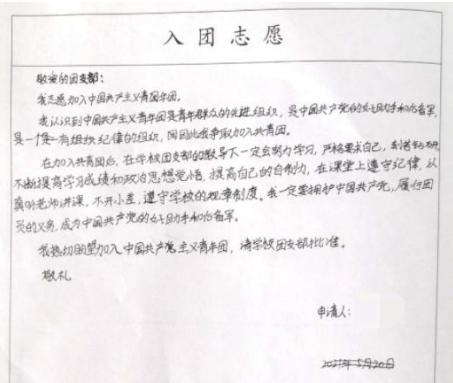 入团志愿
敬爱的团支部：
我志愿加入中国共产主义青年团。
我认识到中国共产主义青年团是青年群众的先进组织，是中国共产党的好助手和后备军，
是一个有组织纪律的组织，因此我争取加入共青团。
在加入共青团后，在学校团支部的教导下一定会努力学习，严格要求自己，
不断提高学习成绩和政治思想觉悟，提高自己的自制力，在课堂上遵守纪律，认
真听老师讲课，不开小差，遵守学校的规章制度。我一定要拥护中国共产党，履行团
员的义务，成为中国共产党的好助手和后备军。
我热切的望加入中国共产党主义青年团，请学校团支部批准。
敬礼
申请人：
2021年5月20日